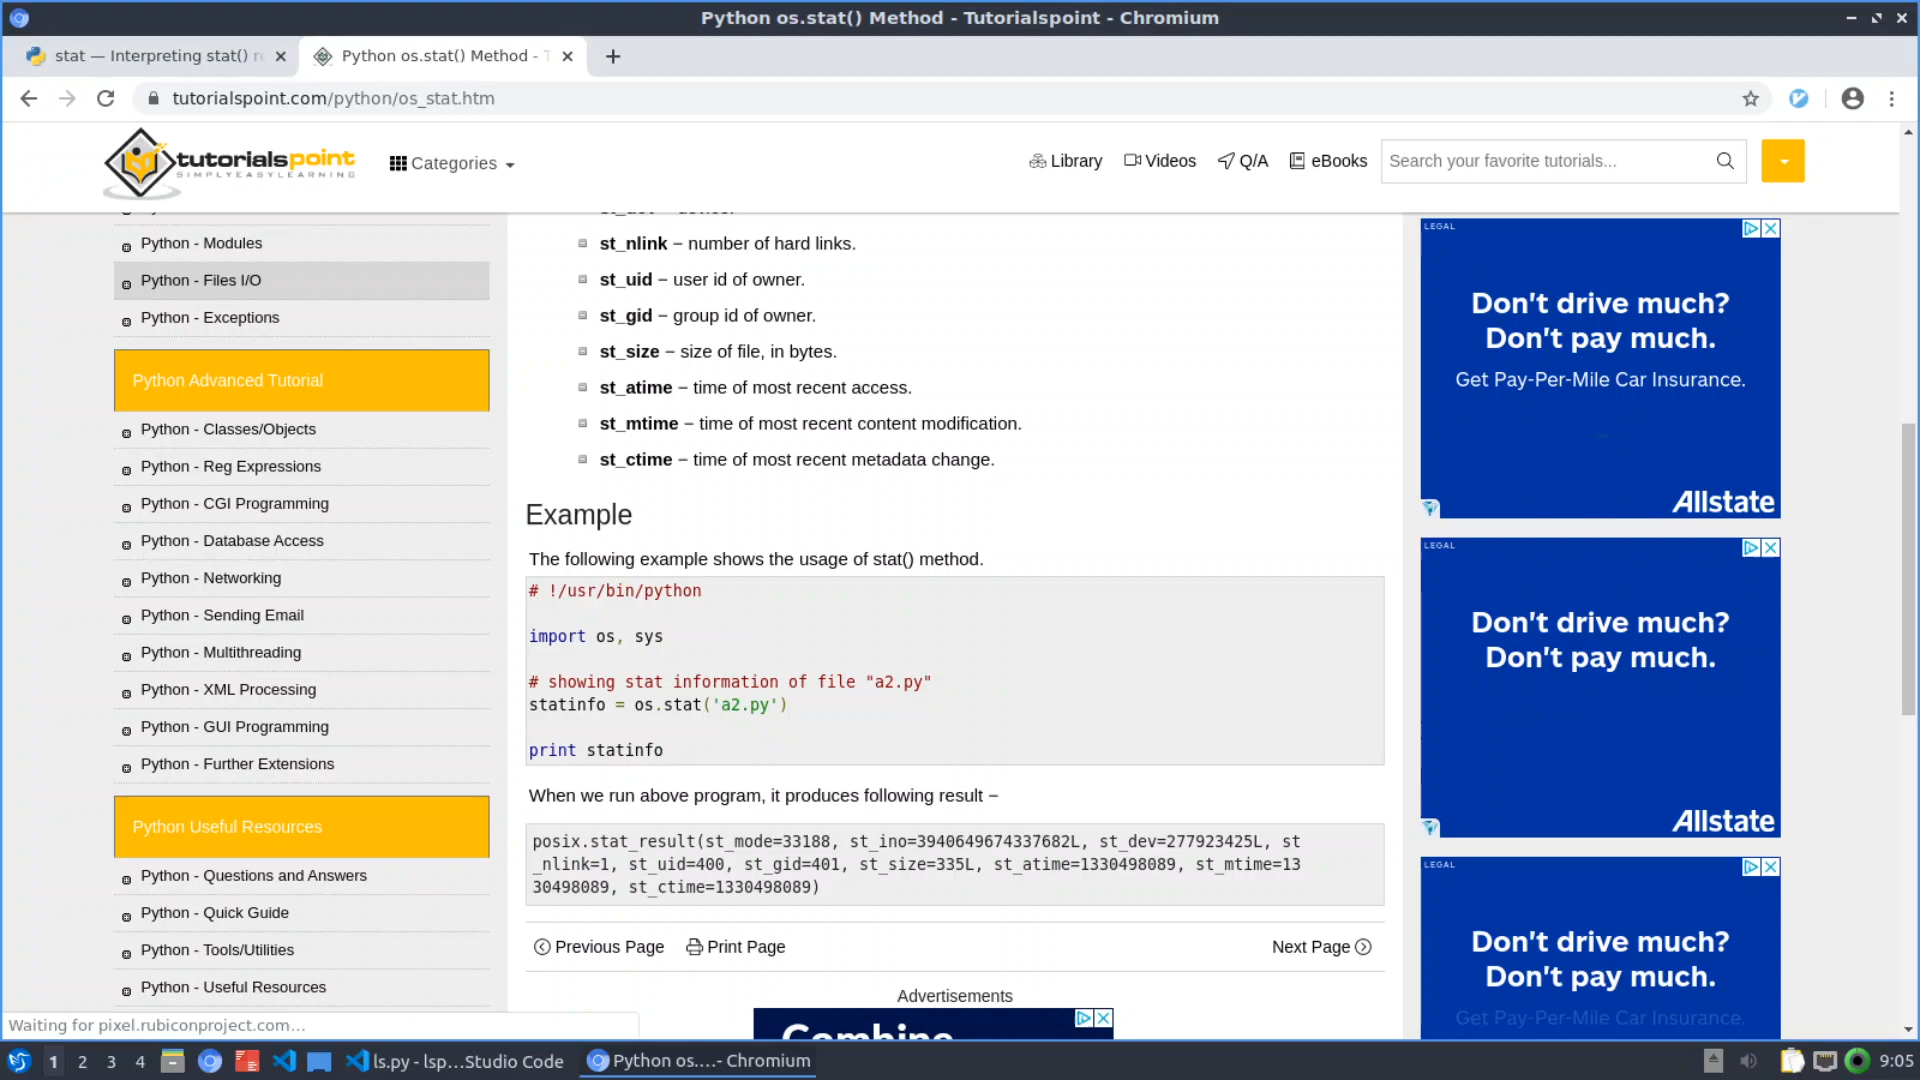 Python os.stat() Method - Tutorialspoint - Chromium
stat — Interpreting stat() re
Python os.stat() Method - T
tutorialspoint.com/python/os_stat.htm
tutorialspoint
SIMPLYEASYLEARNING
Categories
Library
Videos
Q/A
eBooks
Search your favorite tutorials...
Python - Modules
Python - Files I/O
Python - Exceptions
Python Advanced Tutorial
Python - Classes/Objects
Python - Reg Expressions
Python - CGI Programming
Python - Database Access
Python - Networking
Python - Sending Email
Python - Multithreading
Python - XML Processing
Python - GUI Programming
Python - Further Extensions
Python Useful Resources
Python - Questions and Answers
Python - Quick Guide
Python - Tools/Utilities
Python - Useful Resources
st_nlink − number of hard links.
st_uid − user id of owner.
st_gid − group id of owner.
st_size − size of file, in bytes.
st_atime − time of most recent access.
st_mtime − time of most recent content modification.
st_ctime − time of most recent metadata change.
Example
The following example shows the usage of stat() method.
# !/usr/bin/python
import os, sys
# showing stat information of file "a2.py"
statinfo = os.stat('a2.py')
print statinfo
When we run above program, it produces following result −
posix.stat_result(st_mode=33188, st_ino=3940649674337682L, st_dev=277923425L, st
_nlink=1, st_uid=400, st_gid=401, st_size=335L, st_atime=1330498089, st_mtime=13
30498089, st_ctime=1330498089)
Previous Page
Print Page
Next Page
Advertisements
Combine
LEGAL
Don't drive much?
Don't pay much.
Get Pay-Per-Mile Car Insurance.
Allstate
LEGAL
Don't drive much?
Don't pay much.
Allstate
LEGAL
Don't drive much?
Don't pay much.
Get Pay-Per-Mile Car Insurance.
Waiting for pixel.rubiconproject.com...
1 2 3 4
ls.py - lsp...Studio Code
Python os....- Chromium
9:05